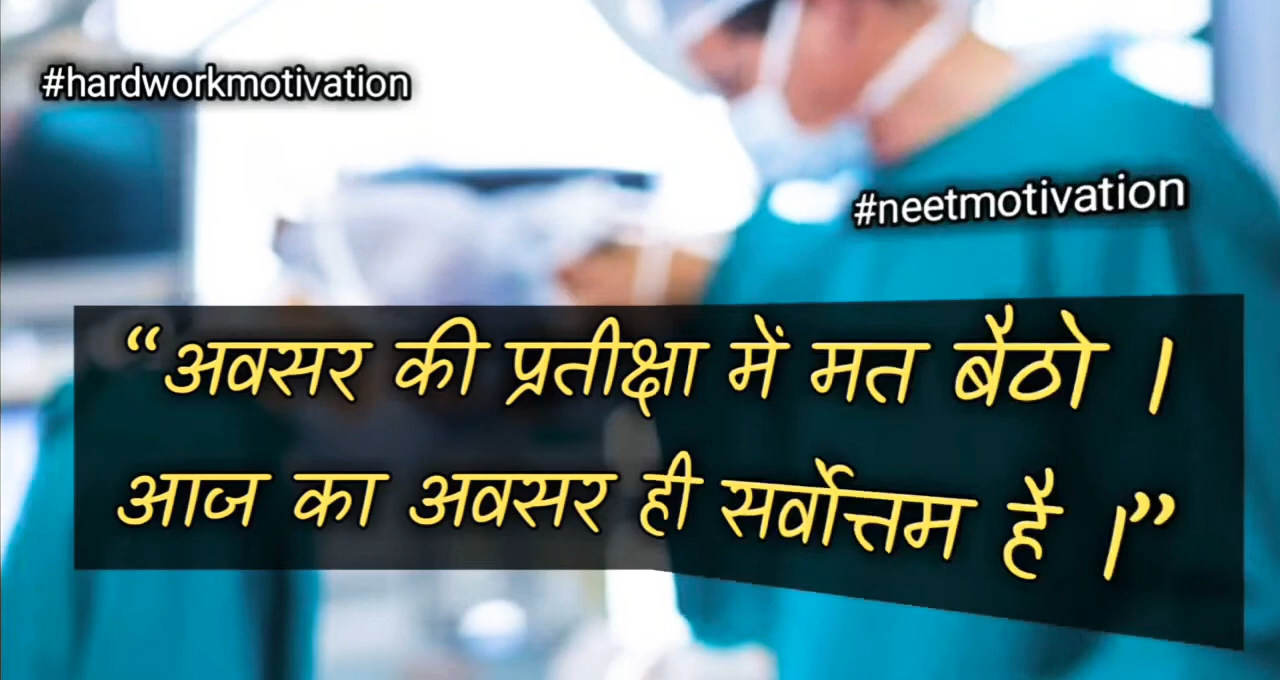 #hardworkmotivation
#neetmotivation
“अवसर की प्रतीक्षा में मत बैठो ।
आज का अवसर ही सर्वोत्तम है ।”